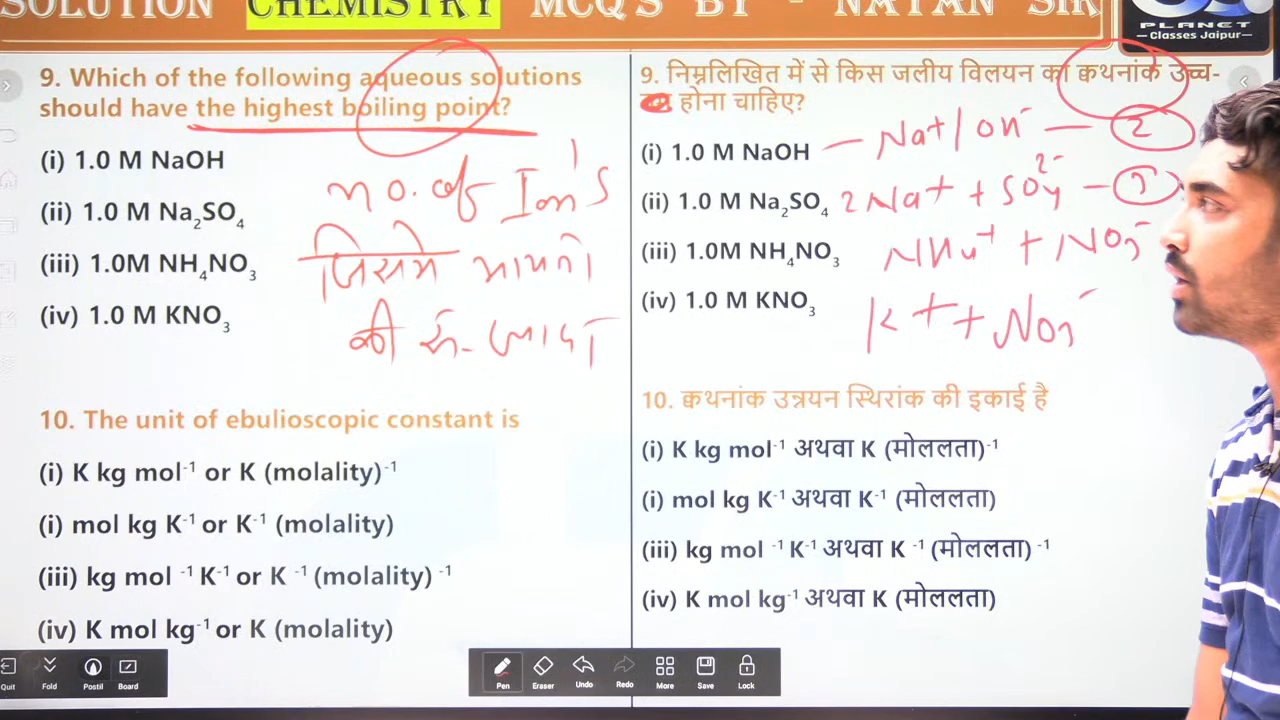 SOLUTION CHEMISTRY MCQ'S BY - NATAN SIR
PLANET
—Classes Jaipur—
9. Which of the following aqueous solutions
should have the highest boiling point?
(i) 1.0 M NaOH
(ii) 1.0 M Na₂SO₄
(iii) 1.0M NH₄NO₃
(iv) 1.0 M KNO₃
no. of Ion's
जिसमे आयनो
की सं- ज्यादा
10. The unit of ebulioscopic constant is
(i) K kg mol⁻¹ or K (molality)⁻¹
(i) mol kg K⁻¹ or K⁻¹ (molality)
(iii) kg mol ⁻¹ K⁻¹ or K ⁻¹ (molality) ⁻¹
(iv) K mol kg⁻¹ or K (molality)
9. निम्नलिखित में से किस जलीय विलयन का क्वथनांक उच्च-
होना चाहिए?
(i) 1.0 M NaOH — Na⁺/OH⁻ — 2
(ii) 1.0 M Na₂SO₄ 2Na⁺ + SO₄²⁻ — 3
(iii) 1.0M NH₄NO₃ NH₄⁺ + NO₃⁻
(iv) 1.0 M KNO₃ K⁺ + NO₃⁻
10. क्वथनांक उन्नयन स्थिरांक की इकाई है
(i) K kg mol⁻¹ अथवा K (मोललता)⁻¹
(i) mol kg K⁻¹ अथवा K⁻¹ (मोललता)
(iii) kg mol ⁻¹ K⁻¹ अथवा K ⁻¹ (मोललता) ⁻¹
(iv) K mol kg⁻¹ अथवा K (मोललता)
Quit Fold Postil Board
Pen Eraser Undo Redo More Save Lock